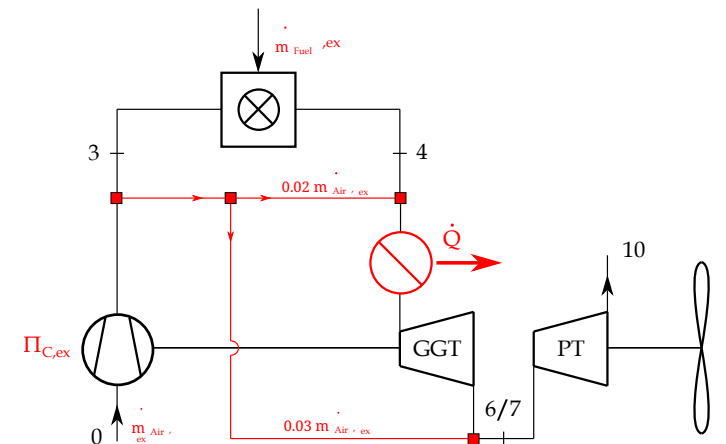 ṁ Fuel ,ex
3
4
0.02 ṁ Air , ex
Q̇
Π C,ex
GGT
PT
10
6/7
0.03 ṁ Air , ex
0
ṁ Air ,
ex